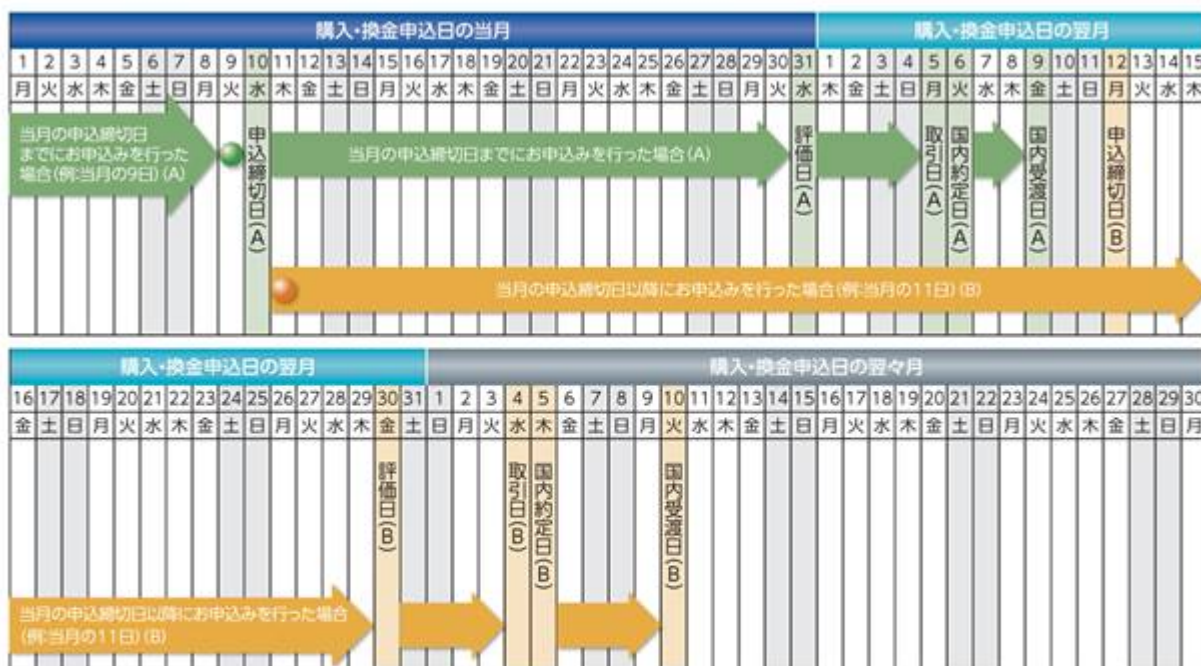 購入・換金申込日の当月 購入・換金申込日の翌月
1 2 3 4 5 6 7 8 9 10 11 12 13 14 15 16 17 18 19 20 21 22 23 24 25 26 27 28 29 30 31 1 2 3 4 5 6 7 8 9 10 11 12 13 14 15
月 火 水 木 金 土 日 月 火 水 木 金 土 日 月 火 水 木 金 土 日 月 火 水 木 金 土 日 月 火 水 木 金 土 日 月 火 水 木 金 土 日 月 火 水 木
当月の申込締切日
までにお申込みを行った
場合(例:当月の9日)(A)
申込締切日(A)
当月の申込締切日までにお申込みを行った場合(A)
評価日(A)
取引日(A)
国内約定日(A)
国内受渡日(A)
申込締切日(B)
当月の申込締切日以降にお申込みを行った場合(例:当月の11日)(B)
購入・換金申込日の翌月 購入・換金申込日の翌々月
16 17 18 19 20 21 22 23 24 25 26 27 28 29 30 31 1 2 3 4 5 6 7 8 9 10 11 12 13 14 15 16 17 18 19 20 21 22 23 24 25 26 27 28 29 30
金 土 日 月 火 水 木 金 土 日 月 火 水 木 金 土 日 月 火 水 木 金 土 日 月 火 水 木 金 土 日 月 火 水 木 金 土 日 月 火 水 木 金 土 日 月
評価日(B)
取引日(B)
国内約定日(B)
国内受渡日(B)
当月の申込締切日以降にお申込みを行った場合
(例:当月の11日)(B)